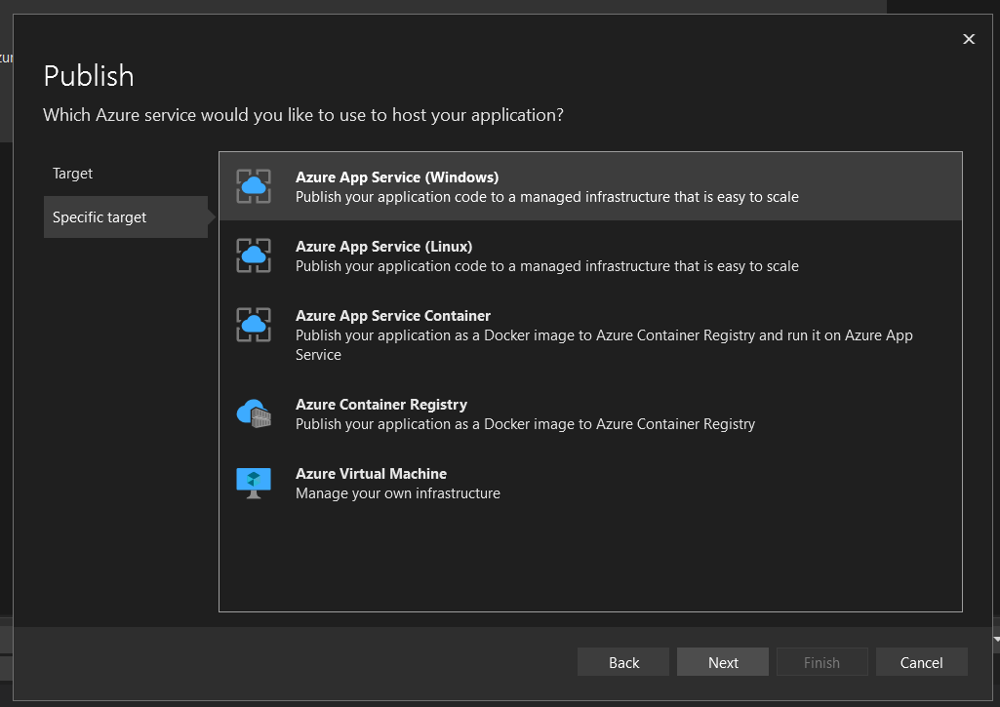 Publish
Which Azure service would you like to use to host your application?
Target
Specific target
Azure App Service (Windows)
Publish your application code to a managed infrastructure that is easy to scale
Azure App Service (Linux)
Publish your application code to a managed infrastructure that is easy to scale
Azure App Service Container
Publish your application as a Docker image to Azure Container Registry and run it on Azure App
Service
Azure Container Registry
Publish your application as a Docker image to Azure Container Registry
Azure Virtual Machine
Manage your own infrastructure
Back
Next
Finish
Cancel